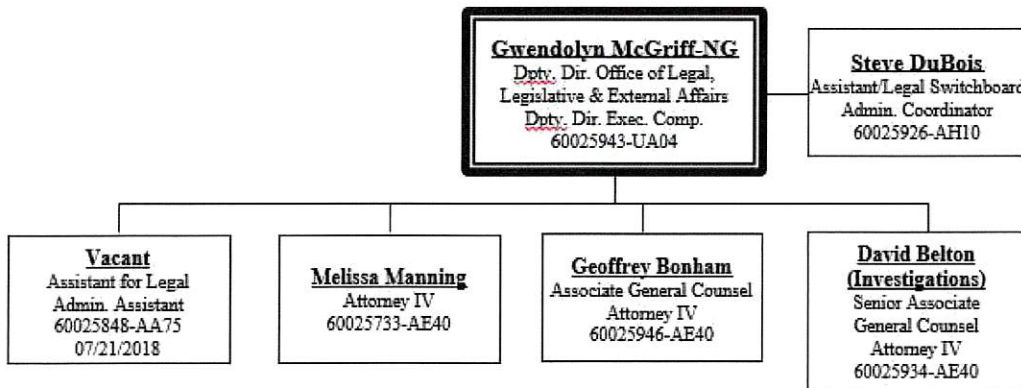 Gwendolyn McGriff-NG
Dpty. Dir. Office of Legal,
Legislative & External Affairs
Dpty. Dir. Exec. Comp.
60025943-UA04
Steve DuBois
Assistant/Legal Switchboard
Admin. Coordinator
60025926-AH10
Vacant
Assistant for Legal
Admin. Assistant
60025848-AA75
07/21/2018
Melissa Manning
Attorney IV
60025733-AE40
Geoffrey Bonham
Associate General Counsel
Attorney IV
60025946-AE40
David Belton
(Investigations)
Senior Associate
General Counsel
Attorney IV
60025934-AE40